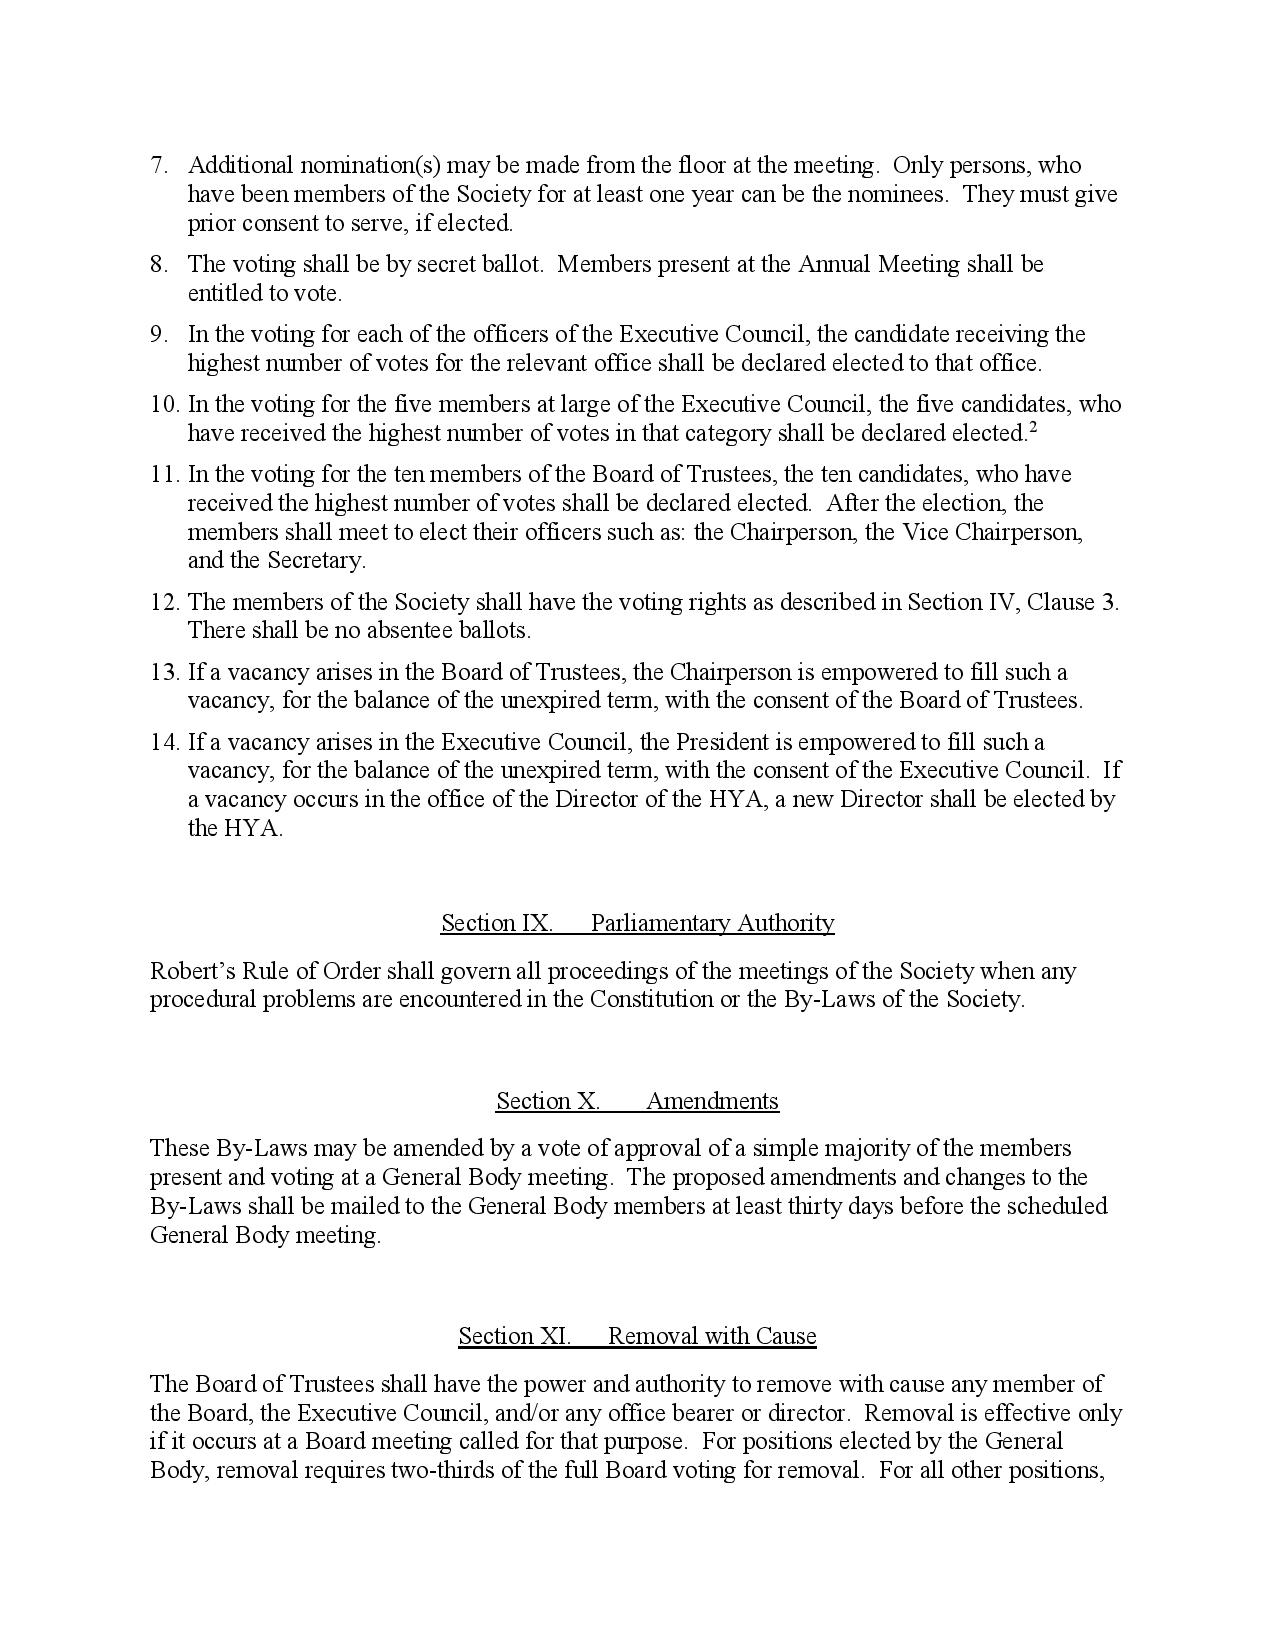 7. Additional nomination(s) may be made from the floor at the meeting. Only persons, who
have been members of the Society for at least one year can be the nominees. They must give
prior consent to serve, if elected.
8. The voting shall be by secret ballot. Members present at the Annual Meeting shall be
entitled to vote.
9. In the voting for each of the officers of the Executive Council, the candidate receiving the
highest number of votes for the relevant office shall be declared elected to that office.
10. In the voting for the five members at large of the Executive Council, the five candidates, who
have received the highest number of votes in that category shall be declared elected.2
11. In the voting for the ten members of the Board of Trustees, the ten candidates, who have
received the highest number of votes shall be declared elected. After the election, the
members shall meet to elect their officers such as: the Chairperson, the Vice Chairperson,
and the Secretary.
12. The members of the Society shall have the voting rights as described in Section IV, Clause 3.
There shall be no absentee ballots.
13. If a vacancy arises in the Board of Trustees, the Chairperson is empowered to fill such a
vacancy, for the balance of the unexpired term, with the consent of the Board of Trustees.
14. If a vacancy arises in the Executive Council, the President is empowered to fill such a
vacancy, for the balance of the unexpired term, with the consent of the Executive Council. If
a vacancy occurs in the office of the Director of the HYA, a new Director shall be elected by
the HYA.
Section IX. Parliamentary Authority
Robert’s Rule of Order shall govern all proceedings of the meetings of the Society when any
procedural problems are encountered in the Constitution or the By-Laws of the Society.
Section X. Amendments
These By-Laws may be amended by a vote of approval of a simple majority of the members
present and voting at a General Body meeting. The proposed amendments and changes to the
By-Laws shall be mailed to the General Body members at least thirty days before the scheduled
General Body meeting.
Section XI. Removal with Cause
The Board of Trustees shall have the power and authority to remove with cause any member of
the Board, the Executive Council, and/or any office bearer or director. Removal is effective only
if it occurs at a Board meeting called for that purpose. For positions elected by the General
Body, removal requires two-thirds of the full Board voting for removal. For all other positions,